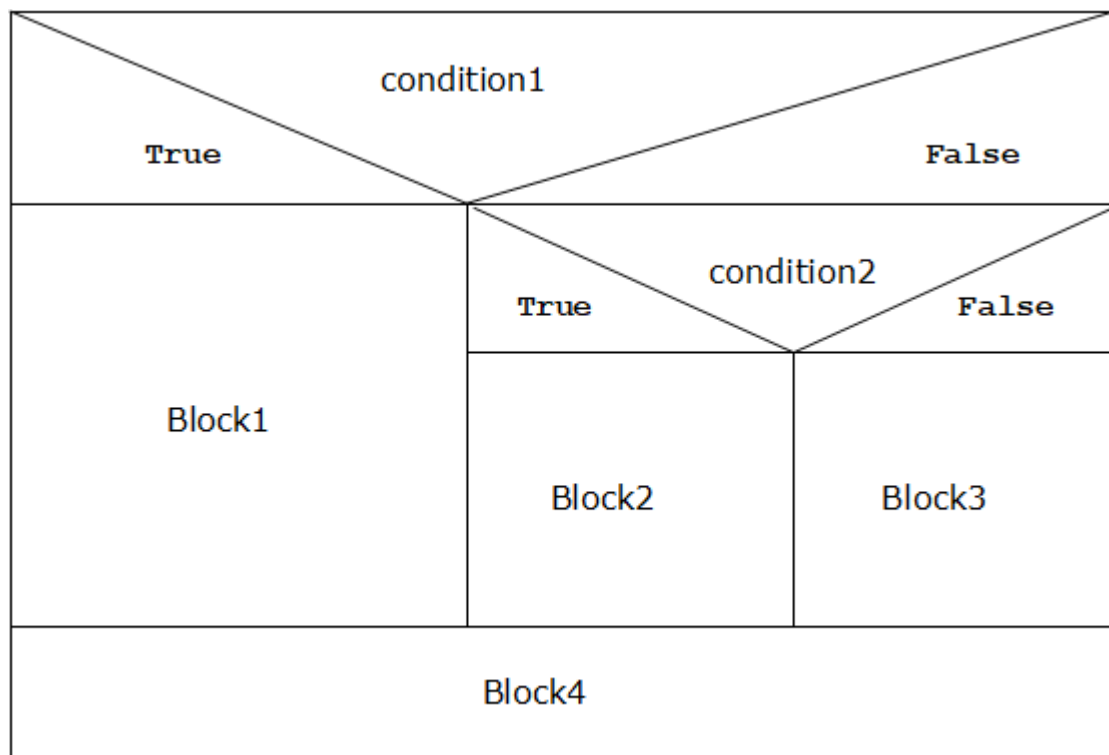 condition1
True
False
condition2
True
False
Block1
Block2
Block3
Block4